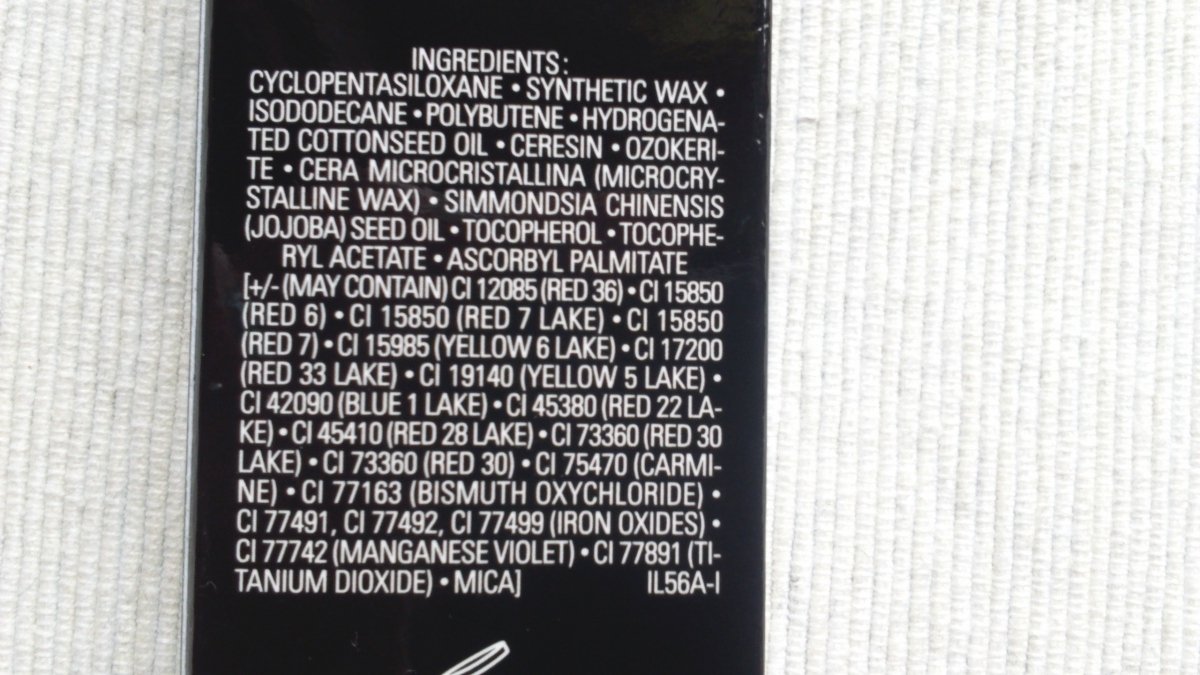 INGREDIENTS:
CYCLOPENTASILOXANE • SYNTHETIC WAX •
ISODODECANE • POLYBUTENE • HYDROGENA-
TED COTTONSEED OIL • CERESIN • OZOKERI-
TE • CERA MICROCRISTALLINA (MICROCRY-
STALLINE WAX) • SIMMONDSIA CHINENSIS
(JOJOBA) SEED OIL • TOCOPHEROL • TOCOPHE-
RYL ACETATE • ASCORBYL PALMITATE
[+/- (MAY CONTAIN) CI 12085 (RED 36) • CI 15850
(RED 6) • CI 15850 (RED 7 LAKE) • CI 15850
(RED 7) • CI 15985 (YELLOW 6 LAKE) • CI 17200
(RED 33 LAKE) • CI 19140 (YELLOW 5 LAKE) •
CI 42090 (BLUE 1 LAKE) • CI 45380 (RED 22 LA-
KE) • CI 45410 (RED 28 LAKE) • CI 73360 (RED 30
LAKE) • CI 73360 (RED 30) • CI 75470 (CARMI-
NE) • CI 77163 (BISMUTH OXYCHLORIDE) •
CI 77491, CI 77492, CI 77499 (IRON OXIDES) •
CI 77742 (MANGANESE VIOLET) • CI 77891 (TI-
TANIUM DIOXIDE) • MICA] IL56A-I